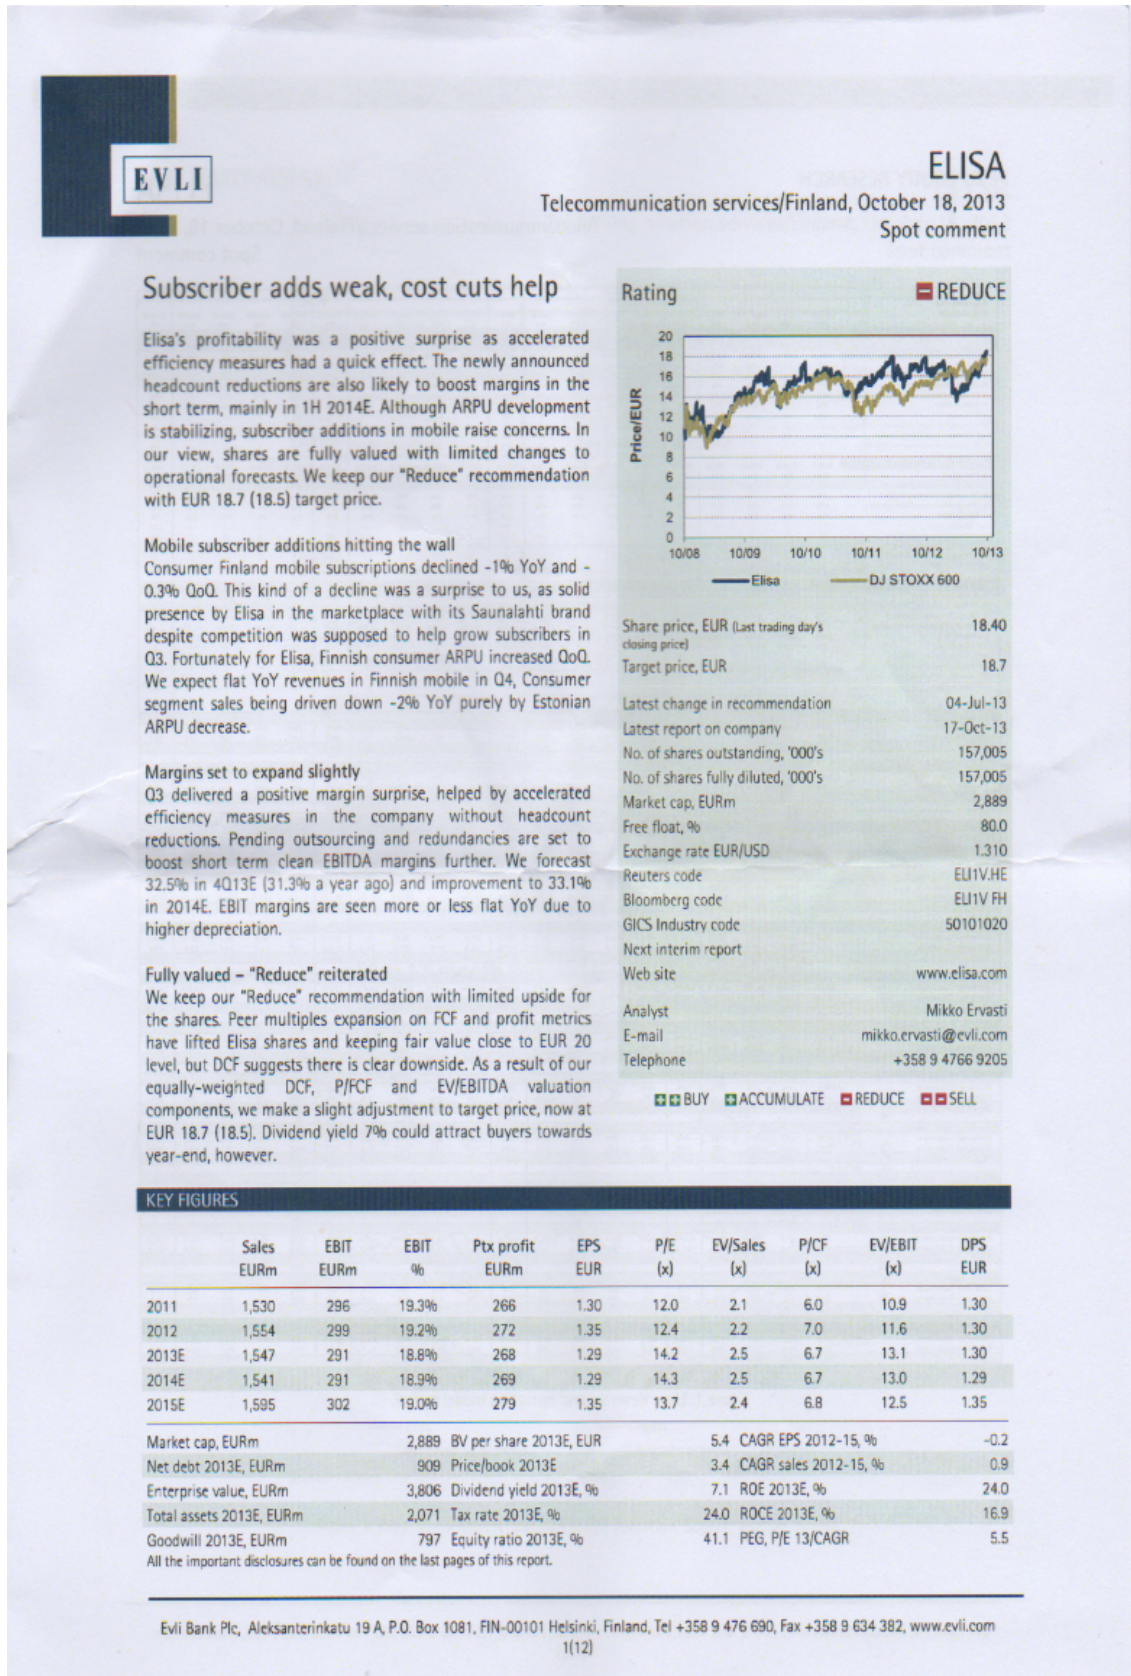 EVLI
ELISA
Telecommunication services/Finland, October 18, 2013
Spot comment
Subscriber adds weak, cost cuts help
Elisa's profitability was a positive surprise as accelerated
efficiency measures had a quick effect. The newly announced
headcount reductions are also likely to boost margins in the
short term, mainly in 1H 2014E. Although ARPU development
is stabilizing, subscriber additions in mobile raise concerns. In
our view, shares are fully valued with limited changes to
operational forecasts. We keep our "Reduce" recommendation
with EUR 18.7 (18.5) target price.
Mobile subscriber additions hitting the wall
Consumer Finland mobile subscriptions declined -1% YoY and -
0.3% QoQ. This kind of a decline was a surprise to us, as solid
presence by Elisa in the marketplace with its Saunalahti brand
despite competition was supposed to help grow subscribers in
Q3. Fortunately for Elisa, Finnish consumer ARPU increased QoQ.
We expect flat YoY revenues in Finnish mobile in Q4, Consumer
segment sales being driven down -2% YoY purely by Estonian
ARPU decrease.
Margins set to expand slightly
Q3 delivered a positive margin surprise, helped by accelerated
efficiency measures in the company without headcount
reductions. Pending outsourcing and redundancies are set to
boost short term clean EBITDA margins further. We forecast
32.5% in 4Q13E (31.3% a year ago) and improvement to 33.1%
in 2014E. EBIT margins are seen more or less flat YoY due to
higher depreciation.
Fully valued – "Reduce" reiterated
We keep our "Reduce" recommendation with limited upside for
the shares. Peer multiples expansion on FCF and profit metrics
have lifted Elisa shares and keeping fair value close to EUR 20
level, but DCF suggests there is clear downside. As a result of our
equally-weighted DCF, P/FCF and EV/EBITDA valuation
components, we make a slight adjustment to target price, now at
EUR 18.7 (18.5). Dividend yield 7% could attract buyers towards
year-end, however.
Rating REDUCE
20
18
16
14
12
10
8
6
4
2
0
Price/EUR
10/08 10/09 10/10 10/11 10/12 10/13
Elisa DJ STOXX 600
Share price, EUR (Last trading day's 18.40
closing price)
Target price, EUR 18.7
Latest change in recommendation 04-Jul-13
Latest report on company 17-Oct-13
No. of shares outstanding, '000's 157,005
No. of shares fully diluted, '000's 157,005
Market cap, EURm 2,889
Free float, % 80.0
Exchange rate EUR/USD 1.310
Reuters code ELI1V.HE
Bloomberg code ELI1V FH
GICS Industry code 50101020
Next interim report
Web site www.elisa.com
Analyst Mikko Ervasti
E-mail mikko.ervasti@evli.com
Telephone +358 9 4766 9205
BUY ACCUMULATE REDUCE SELL
KEY FIGURES
Sales EBIT EBIT Ptx profit EPS P/E EV/Sales P/CF EV/EBIT DPS
EURm EURm % EURm EUR (x) (x) (x) (x) EUR
2011 1,530 296 19.3% 266 1.30 12.0 2.1 6.0 10.9 1.30
2012 1,554 299 19.2% 272 1.35 12.4 2.2 7.0 11.6 1.30
2013E 1,547 291 18.8% 268 1.29 14.2 2.5 6.7 13.1 1.30
2014E 1,541 291 18.9% 269 1.29 14.3 2.5 6.7 13.0 1.29
2015E 1,595 302 19.0% 279 1.35 13.7 2.4 6.8 12.5 1.35
Market cap, EURm 2,889 BV per share 2013E, EUR 5.4 CAGR EPS 2012-15, % -0.2
Net debt 2013E, EURm 909 Price/book 2013E 3.4 CAGR sales 2012-15, % 0.9
Enterprise value, EURm 3,806 Dividend yield 2013E, % 7.1 ROE 2013E, % 24.0
Total assets 2013E, EURm 2,071 Tax rate 2013E, % 24.0 ROCE 2013E, % 16.9
Goodwill 2013E, EURm 797 Equity ratio 2013E, % 41.1 PEG, P/E 13/CAGR 5.5
All the important disclosures can be found on the last pages of this report.
Evli Bank Plc, Aleksanterinkatu 19 A, P.O. Box 1081, FIN-00101 Helsinki, Finland, Tel +358 9 476 690, Fax +358 9 634 382, www.evli.com
1(12)